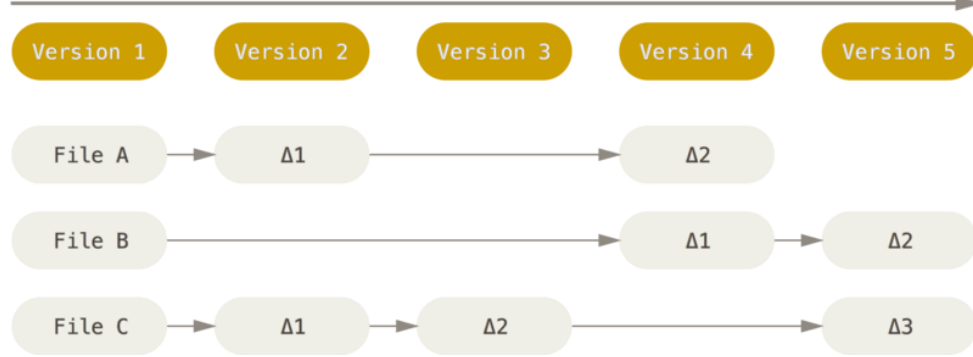 Version 1 Version 2 Version 3 Version 4 Version 5
File A Δ1 Δ2
File B Δ1 Δ2
File C Δ1 Δ2 Δ3